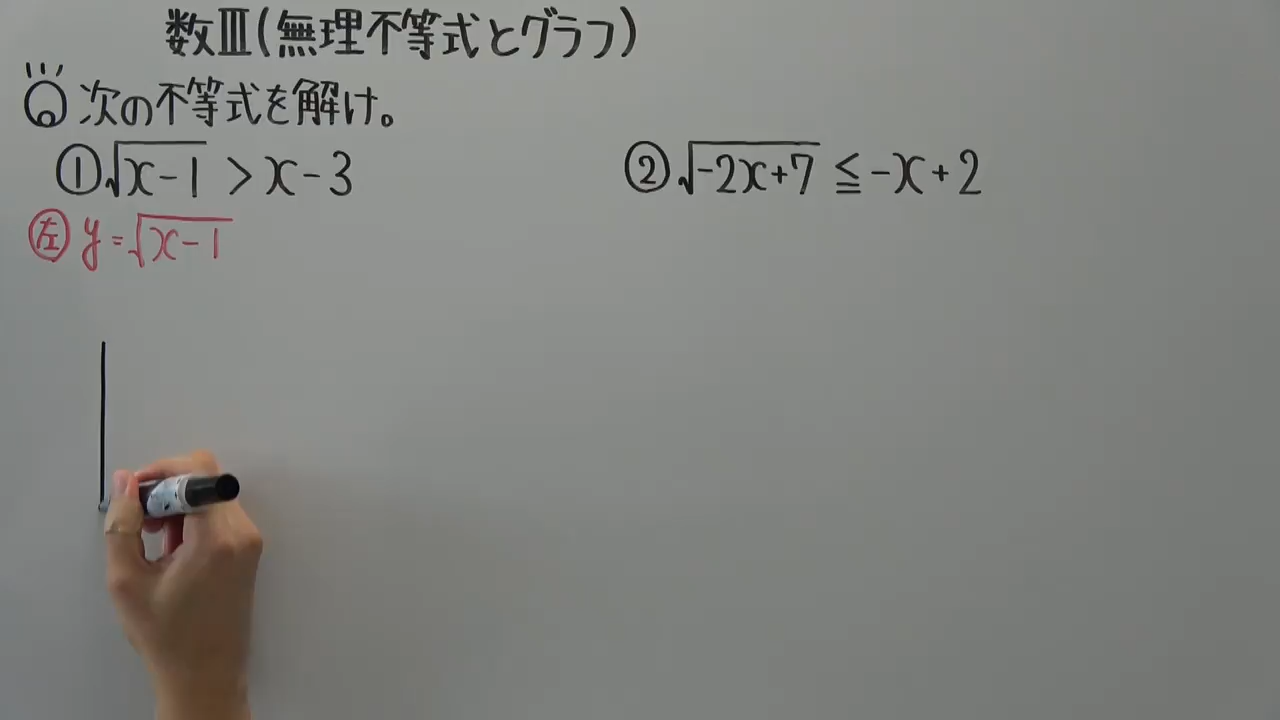 数Ⅲ(無理不等式とグラフ)
Q 次の不等式を解け。
①√x-1 > x-3
②√-2x+7 ≦ -x+2
左 y=√x-1